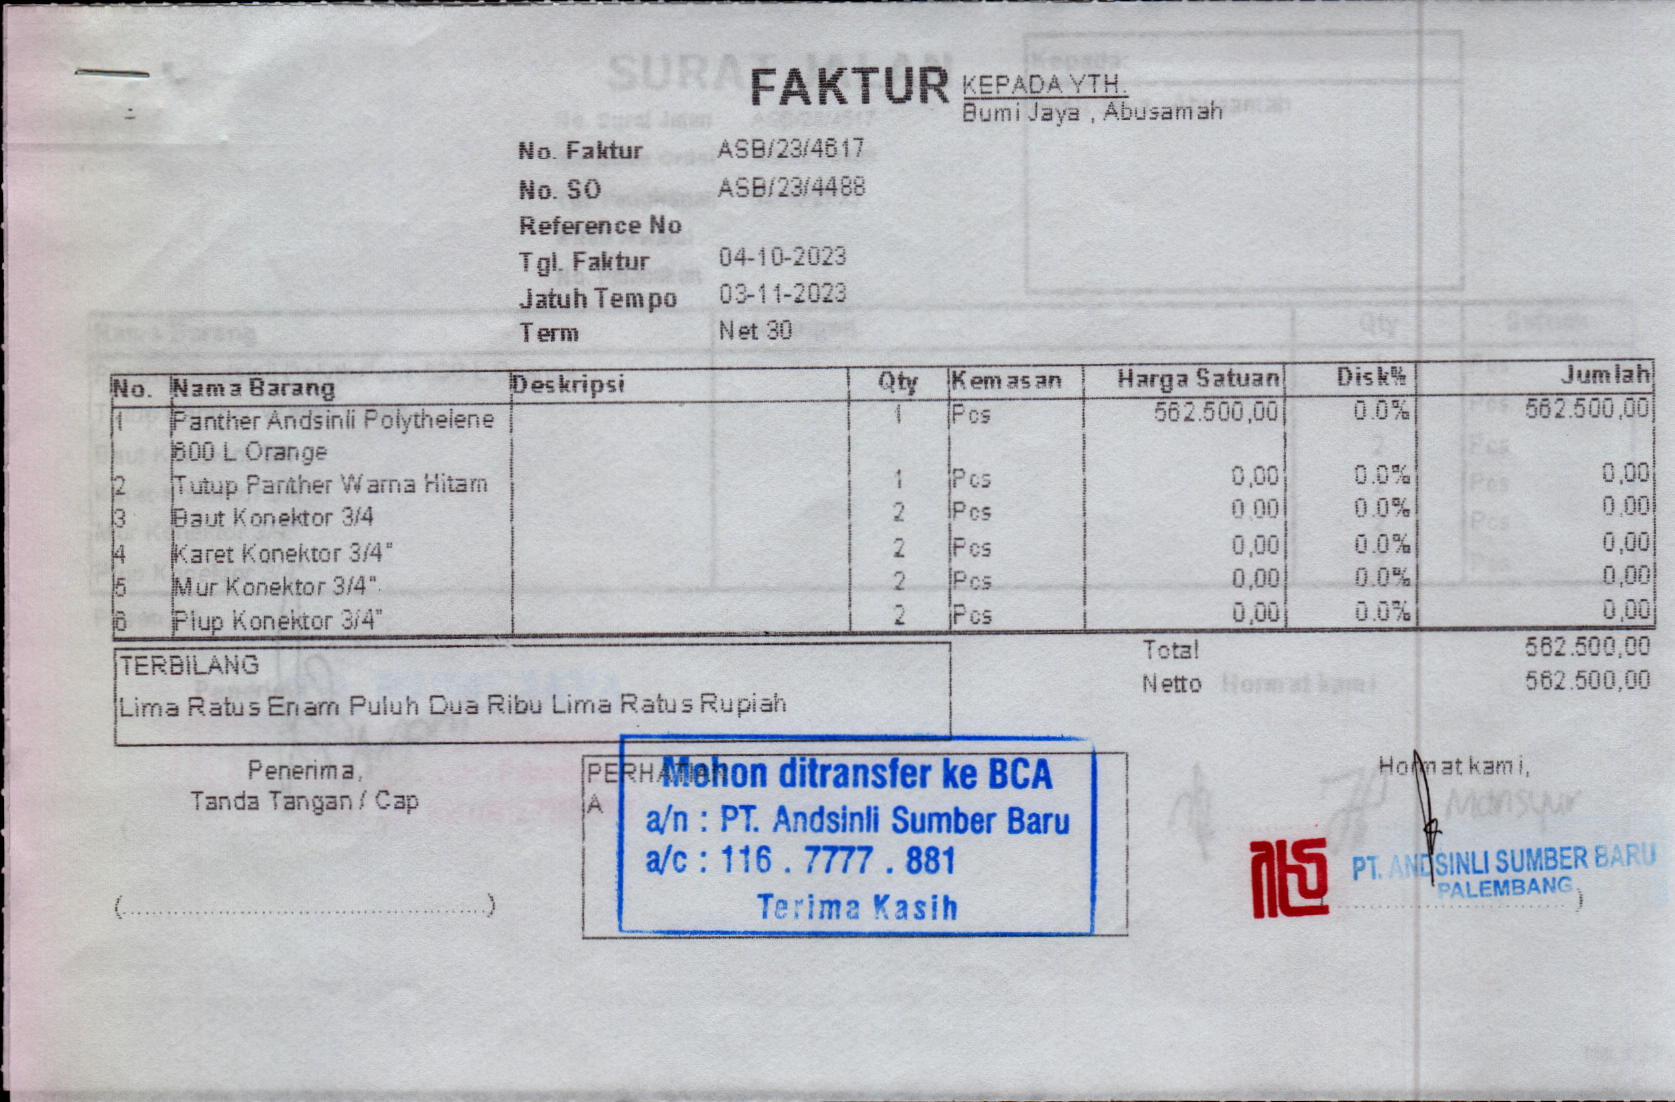 FAKTUR
KEPADA YTH.
Bumi Jaya , Abusamah
No. Faktur ASB/23/4617
No. SO ASB/23/4488
Reference No
Tgl. Faktur 04-10-2023
Jatuh Tempo 03-11-2023
Term Net 30
No. Nama Barang Deskripsi Qty Kemasan Harga Satuan Disk% Jumlah
1 Panther Andsinli Polythelene 1 Pcs 562.500,00 0.0% 562.500,00
600 L Orange
2 Tutup Panther Warna Hitam 1 Pcs 0,00 0.0% 0,00
3 Baut Konektor 3/4 2 Pcs 0,00 0.0% 0,00
4 Karet Konektor 3/4" 2 Pcs 0,00 0.0% 0,00
5 Mur Konektor 3/4" 2 Pcs 0,00 0.0% 0,00
6 Plup Konektor 3/4" 2 Pcs 0,00 0.0% 0,00
Total 562.500,00
Netto 562.500,00
TERBILANG
Lima Ratus Enam Puluh Dua Ribu Lima Ratus Rupiah
Penerima,
Tanda Tangan / Cap
(..........................................)
PERHATIAN
A
Mohon ditransfer ke BCA
a/n : PT. Andsinli Sumber Baru
a/c : 116 . 7777 . 881
Terima Kasih
Hormat kami,
Mansyur
PT. ANDSINLI SUMBER BARU
PALEMBANG